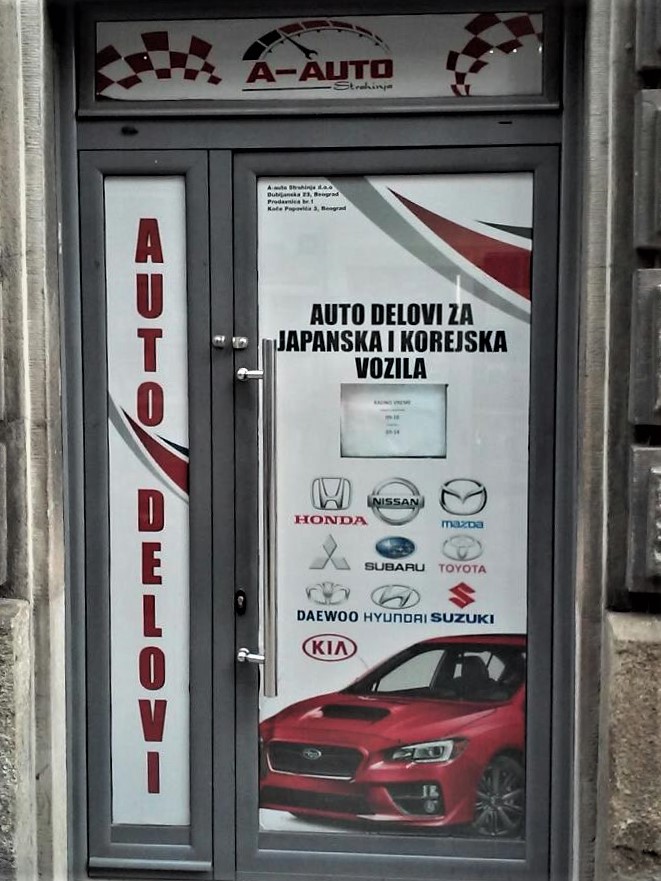 A-AUTO
Strahinja
A-auto Strahinja d.o.o
Dubljanska 23, Beograd
Prodavnica br.1
Koče Popovića 3, Beograd
AUTO DELOVI
AUTO DELOVI ZA
JAPANSKA I KOREJSKA
VOZILA
RADNO VREME
HONDA
NISSAN
mazda
SUBARU
TOYOTA
DAEWOO
HYUNDAI
SUZUKI
KIA